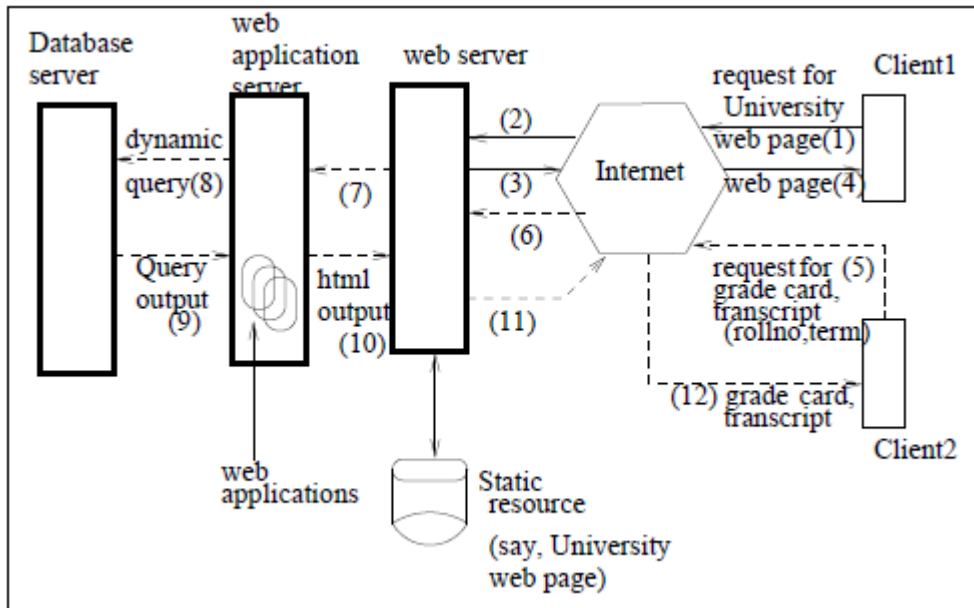 Database
server
web
application
server
web server
request for
University
web page(1)
Client1
dynamic
query(8)
(7)
(2)
(3)
(6)
Internet
web page(4)
Query
output
(9)
html
output
(10)
(11)
request for (5)
grade card,
transcript
(rollno,term)
(12) grade card,
transcript
Client2
web
applications
Static
resource
(say, University
web page)